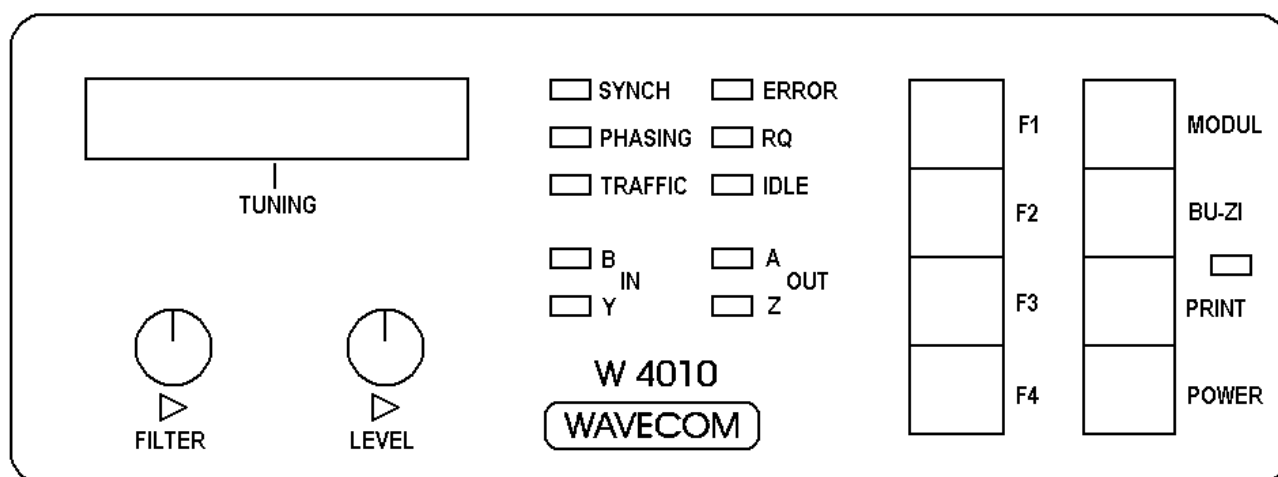 SYNCH ERROR
PHASING RQ
TRAFFIC IDLE
TUNING
B A
IN OUT
Y Z
FILTER LEVEL
W 4010
WAVECOM
F1 MODUL
F2 BU-ZI
F3 PRINT
F4 POWER